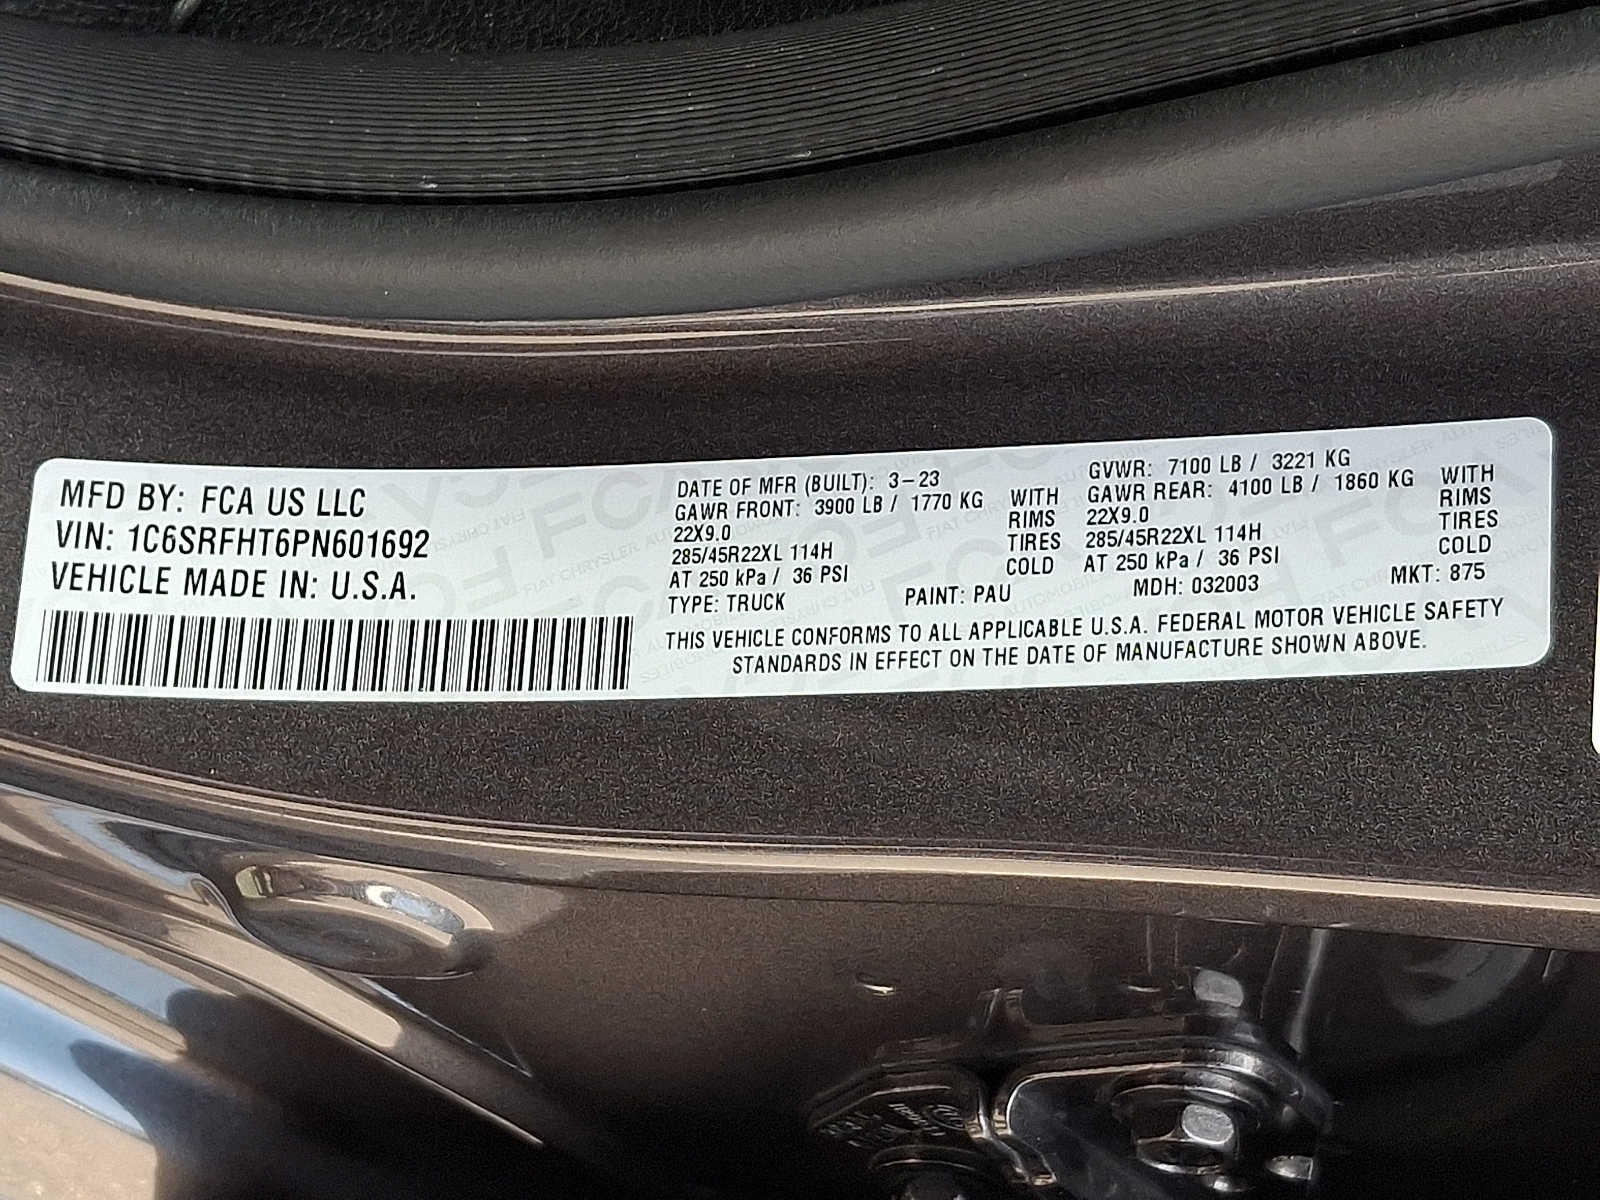 MFD BY: FCA US LLC
VIN: 1C6SRFHT6PN601692
VEHICLE MADE IN: U.S.A.
DATE OF MFR (BUILT): 3-23
GAWR FRONT: 3900 LB / 1770 KG WITH
22X9.0 RIMS
285/45R22XL 114H TIRES
AT 250 kPa / 36 PSI COLD
GVWR: 7100 LB / 3221 KG
GAWR REAR: 4100 LB / 1860 KG WITH
22X9.0 RIMS
285/45R22XL 114H TIRES
AT 250 kPa / 36 PSI COLD
TYPE: TRUCK PAINT: PAU MDH: 032003 MKT: 875
THIS VEHICLE CONFORMS TO ALL APPLICABLE U.S.A. FEDERAL MOTOR VEHICLE SAFETY
STANDARDS IN EFFECT ON THE DATE OF MANUFACTURE SHOWN ABOVE.